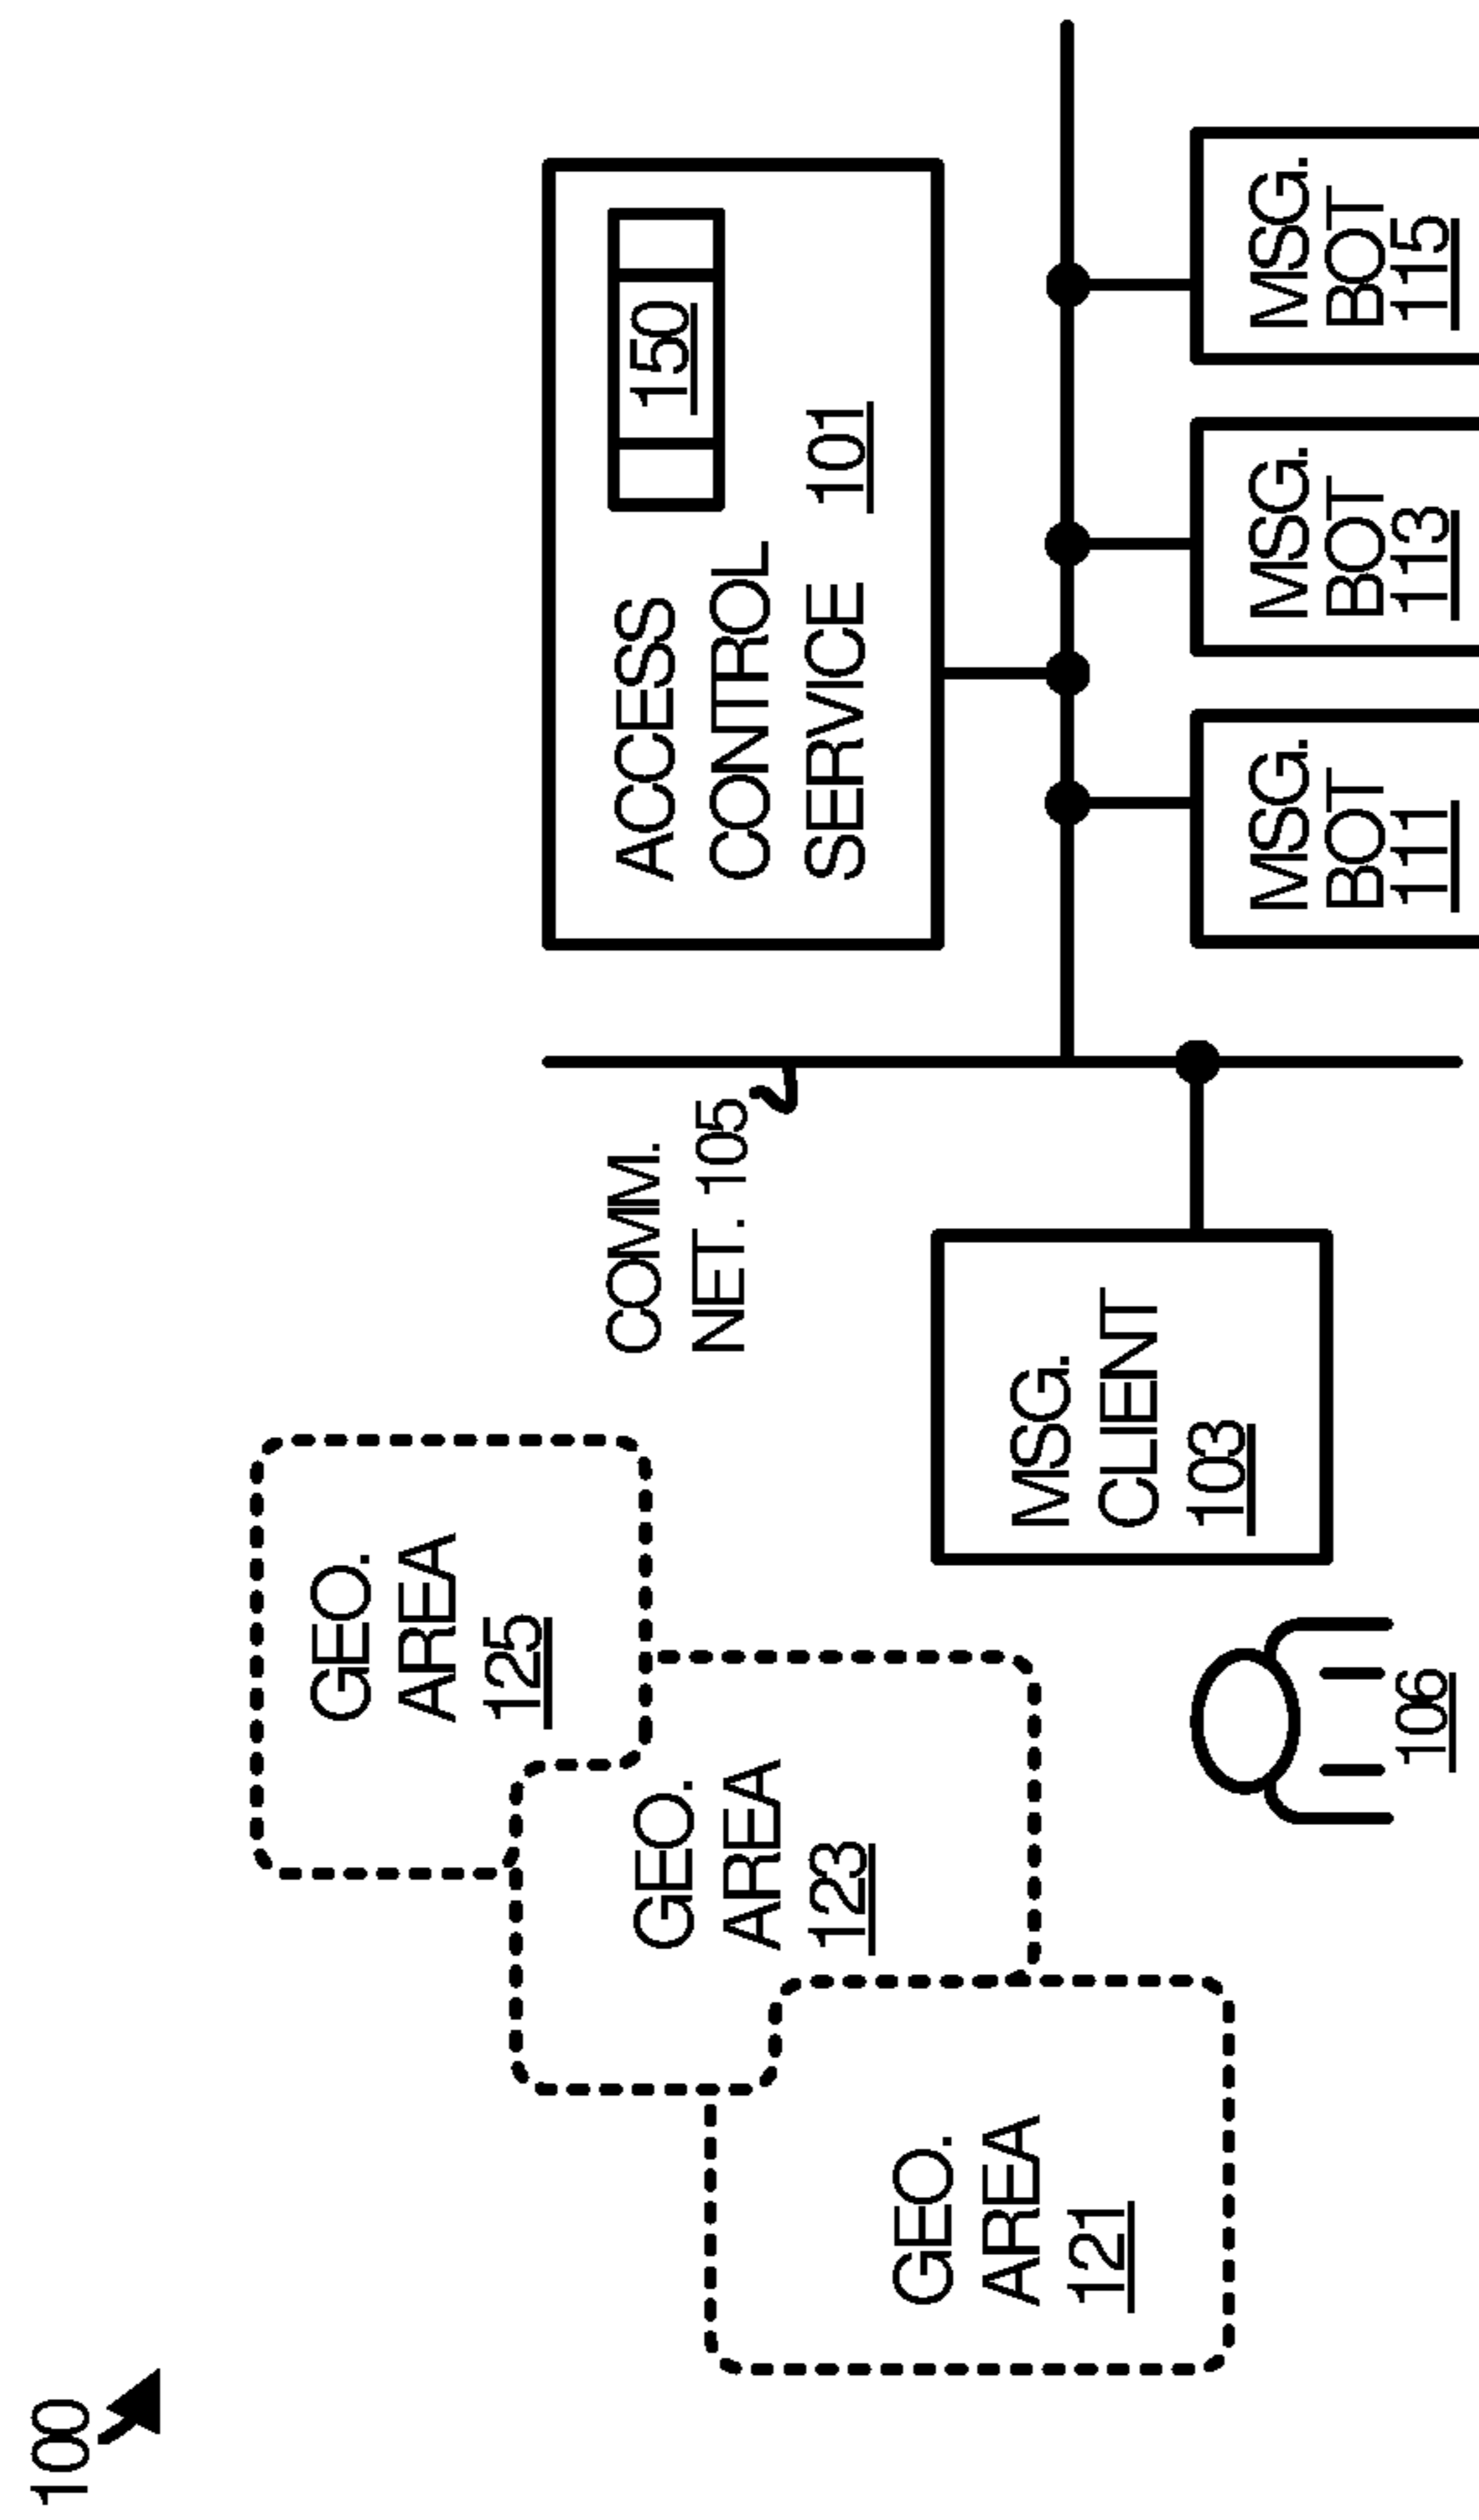 100
GEO.
AREA
125
GEO.
AREA
123
GEO.
AREA
121
COMM.
NET. 105
ACCESS
CONTROL
SERVICE 101
150
MSG.
CLIENT
103
106
MSG.
BOT
111
MSG.
BOT
113
MSG.
BOT
115